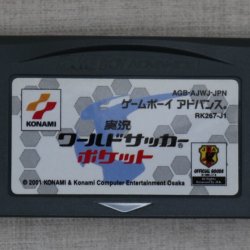 AGB-AJWJ-JPN
ゲームボーイ アドバンス®
RK267-J1
KONAMI
実況
ワールドサッカー
ポケット
OFFICIAL GOODS
© 2001 KONAMI & Konami Computer Entertainment Osaka